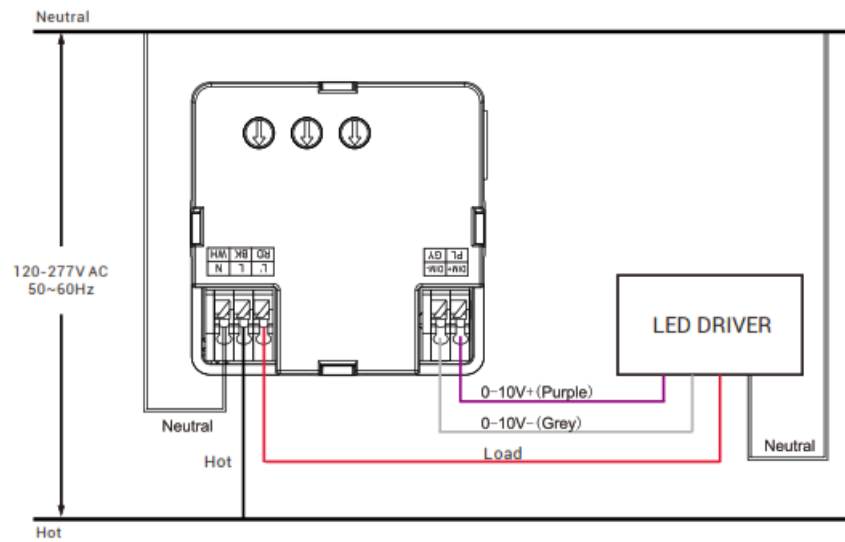 Neutral
WH BK RD
N L L'
GY PL
DIM- DIM+
120-277V AC
50~60Hz
LED DRIVER
0-10V+(Purple)
0-10V-(Grey)
Neutral
Hot
Load
Neutral
Hot